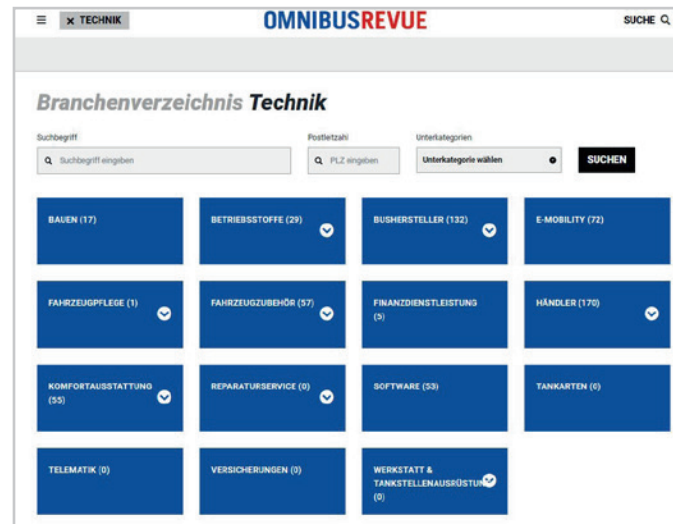 TECHNIK
OMNIBUSREVUE
SUCHE
Branchenverzeichnis Technik
Suchbegriff
Postleitzahl
Unterkategorien
Suchbegriff eingeben
PLZ eingeben
Unterkategorie wählen
SUCHEN
BAUEN (17)
BETRIEBSSTOFFE (29)
BUSHERSTELLER (132)
E-MOBILITY (72)
FAHRZEUGPFLEGE (1)
FAHRZEUGZUBEHÖR (57)
FINANZDIENSTLEISTUNG
(5)
HÄNDLER (170)
KOMFORTAUSSTATTUNG
(55)
REPARATURSERVICE (0)
SOFTWARE (53)
TANKARTEN (0)
TELEMATIK (0)
VERSICHERUNGEN (0)
WERKSTATT &
TANKSTELLENAUSRÜSTUNG
(0)